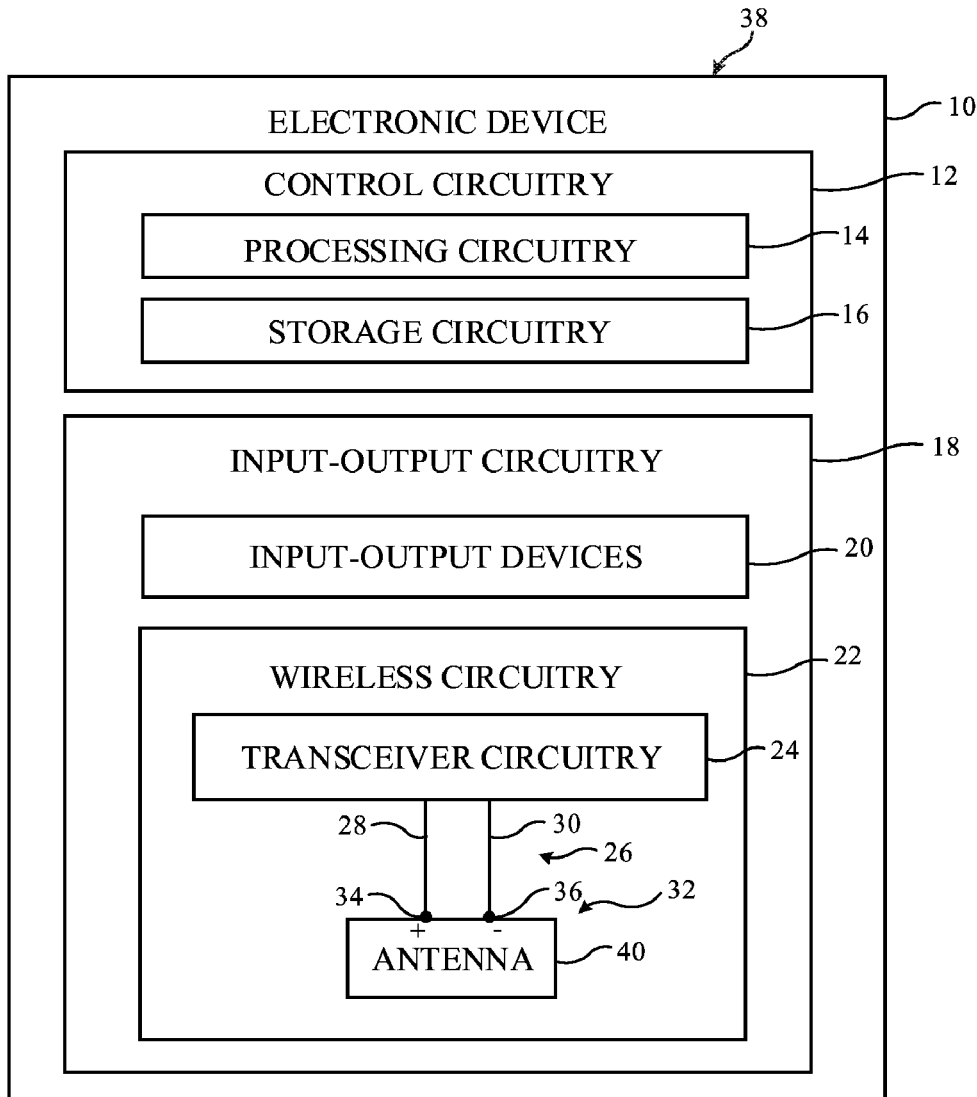 38
ELECTRONIC DEVICE
10
CONTROL CIRCUITRY
12
PROCESSING CIRCUITRY
14
STORAGE CIRCUITRY
16
INPUT-OUTPUT CIRCUITRY
18
INPUT-OUTPUT DEVICES
20
WIRELESS CIRCUITRY
22
TRANSCEIVER CIRCUITRY
24
28
30
26
34
36
32
+
-
ANTENNA
40